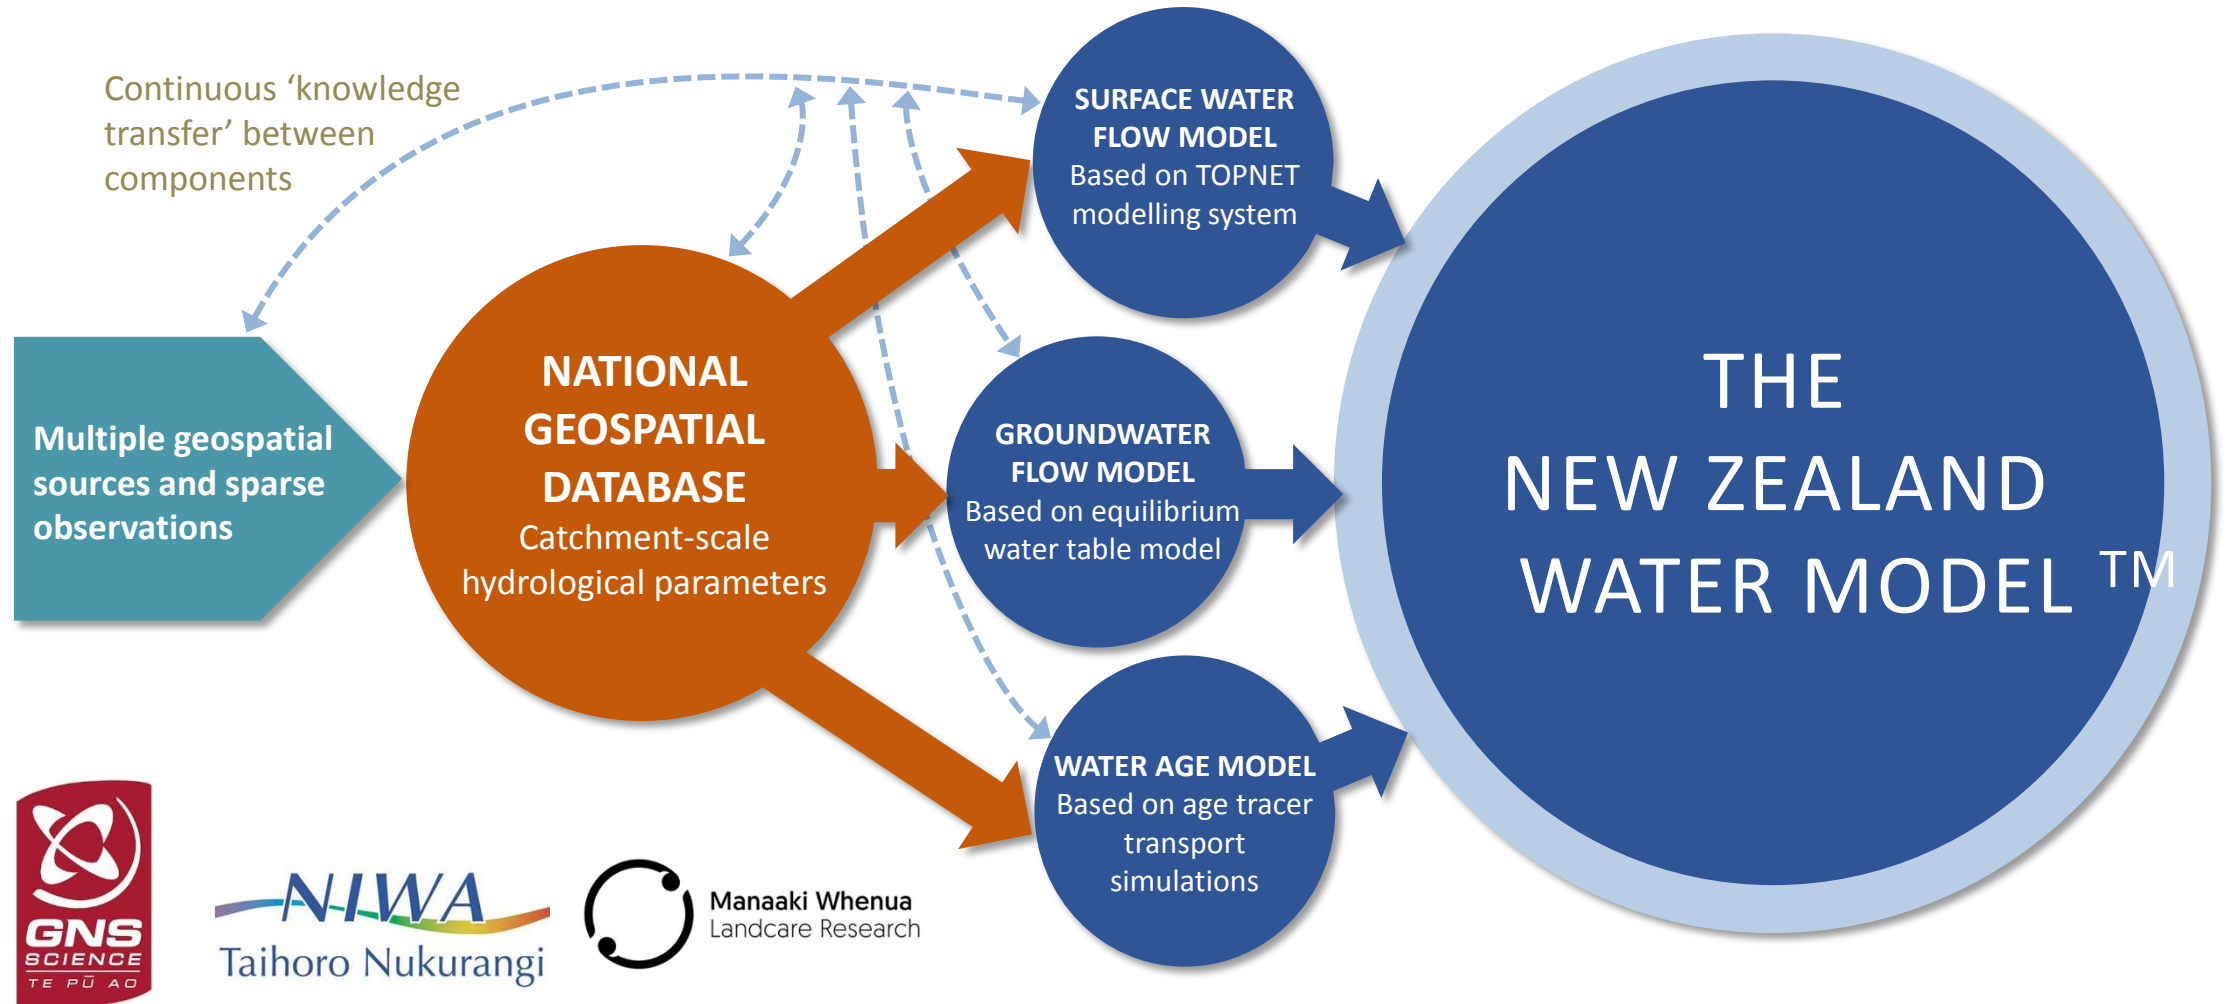 Continuous ‘knowledge
transfer’ between
components
Multiple geospatial
sources and sparse
observations
NATIONAL
GEOSPATIAL
DATABASE
Catchment-scale
hydrological parameters
SURFACE WATER
FLOW MODEL
Based on TOPNET
modelling system
GROUNDWATER
FLOW MODEL
Based on equilibrium
water table model
WATER AGE MODEL
Based on age tracer
transport
simulations
THE
NEW ZEALAND
WATER MODEL TM
GNS
SCIENCE
TE PŪ AO
NIWA
Taihoro Nukurangi
Manaaki Whenua
Landcare Research